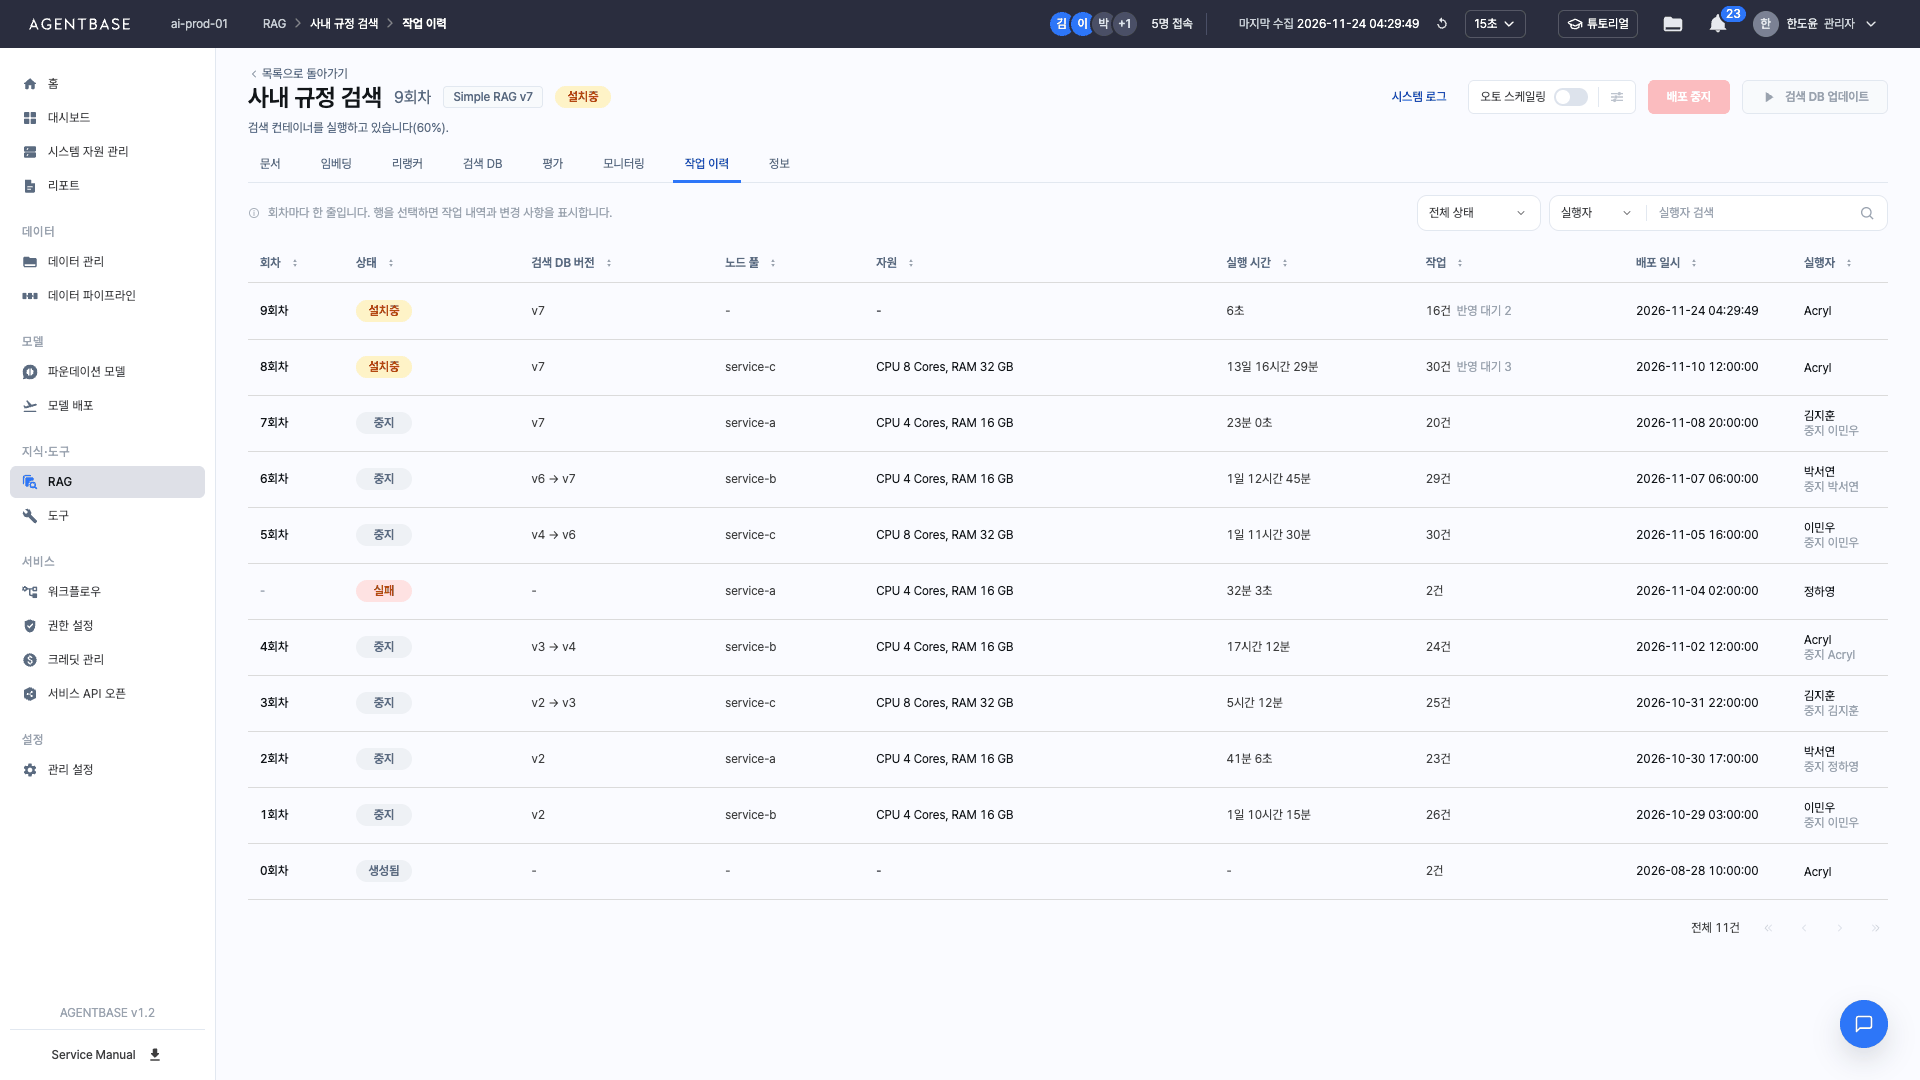 AGENTBASE
ai-prod-01
RAG > 사내 규정 검색 > 작업 이력
김 이 박 +1 5명 접속
마지막 수집 2026-11-24 04:29:49
15초
튜토리얼
23
한 한도윤 관리자
홈
대시보드
시스템 자원 관리
리포트
데이터
데이터 관리
데이터 파이프라인
모델
파운데이션 모델
모델 배포
지식·도구
RAG
도구
서비스
워크플로우
권한 설정
크레딧 관리
서비스 API 오픈
설정
관리 설정
AGENTBASE v1.2
Service Manual
목록으로 돌아가기
사내 규정 검색 9회차 Simple RAG v7 설치중
검색 컨테이너를 실행하고 있습니다(60%).
시스템 로그
오토 스케일링
배포 중지
검색 DB 업데이트
문서 임베딩 리랭커 검색 DB 평가 모니터링 작업 이력 정보
회차마다 한 줄입니다. 행을 선택하면 작업 내역과 변경 사항을 표시합니다.
전체 상태
실행자
실행자 검색
회차 상태 검색 DB 버전 노드 풀 자원 실행 시간 작업 배포 일시 실행자
9회차 설치중 v7 - - 6초 16건 반영 대기 2 2026-11-24 04:29:49 Acryl
8회차 설치중 v7 service-c CPU 8 Cores, RAM 32 GB 13일 16시간 29분 30건 반영 대기 3 2026-11-10 12:00:00 Acryl
7회차 중지 v7 service-a CPU 4 Cores, RAM 16 GB 23분 0초 20건 2026-11-08 20:00:00 김지훈
중지 이민우
6회차 중지 v6 → v7 service-b CPU 4 Cores, RAM 16 GB 1일 12시간 45분 29건 2026-11-07 06:00:00 박서연
중지 박서연
5회차 중지 v4 → v6 service-c CPU 8 Cores, RAM 32 GB 1일 11시간 30분 30건 2026-11-05 16:00:00 이민우
중지 이민우
- 실패 - service-a CPU 4 Cores, RAM 16 GB 32분 3초 2건 2026-11-04 02:00:00 정하영
4회차 중지 v3 → v4 service-b CPU 4 Cores, RAM 16 GB 17시간 12분 24건 2026-11-02 12:00:00 Acryl
중지 Acryl
3회차 중지 v2 → v3 service-c CPU 8 Cores, RAM 32 GB 5시간 12분 25건 2026-10-31 22:00:00 김지훈
중지 김지훈
2회차 중지 v2 service-a CPU 4 Cores, RAM 16 GB 41분 6초 23건 2026-10-30 17:00:00 박서연
중지 정하영
1회차 중지 v2 service-b CPU 4 Cores, RAM 16 GB 1일 10시간 15분 26건 2026-10-29 03:00:00 이민우
중지 이민우
0회차 생성됨 - - - - 2건 2026-08-28 10:00:00 Acryl
전체 11건 « ‹ › »